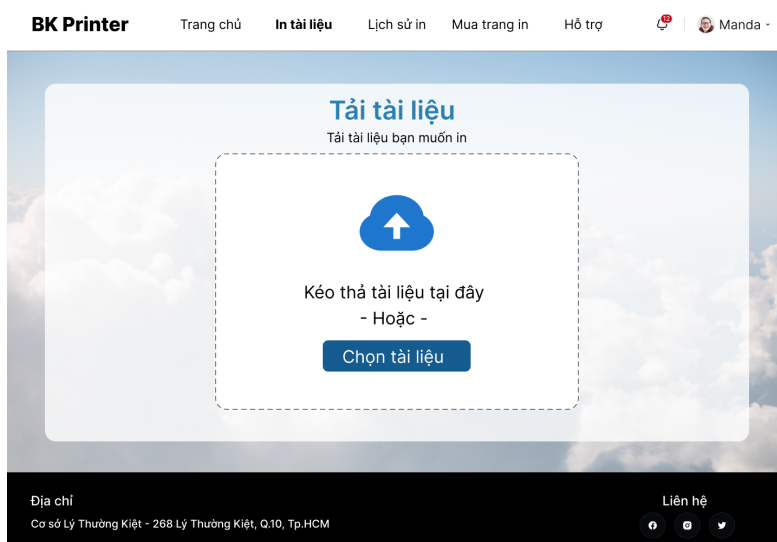 BK Printer Trang chủ In tài liệu Lịch sử in Mua trang in Hỗ trợ 12 Manda
Tải tài liệu
Tải tài liệu bạn muốn in
Kéo thả tài liệu tại đây
- Hoặc -
Chọn tài liệu
Địa chỉ
Cơ sở Lý Thường Kiệt - 268 Lý Thường Kiệt, Q.10, Tp.HCM
Liên hệ